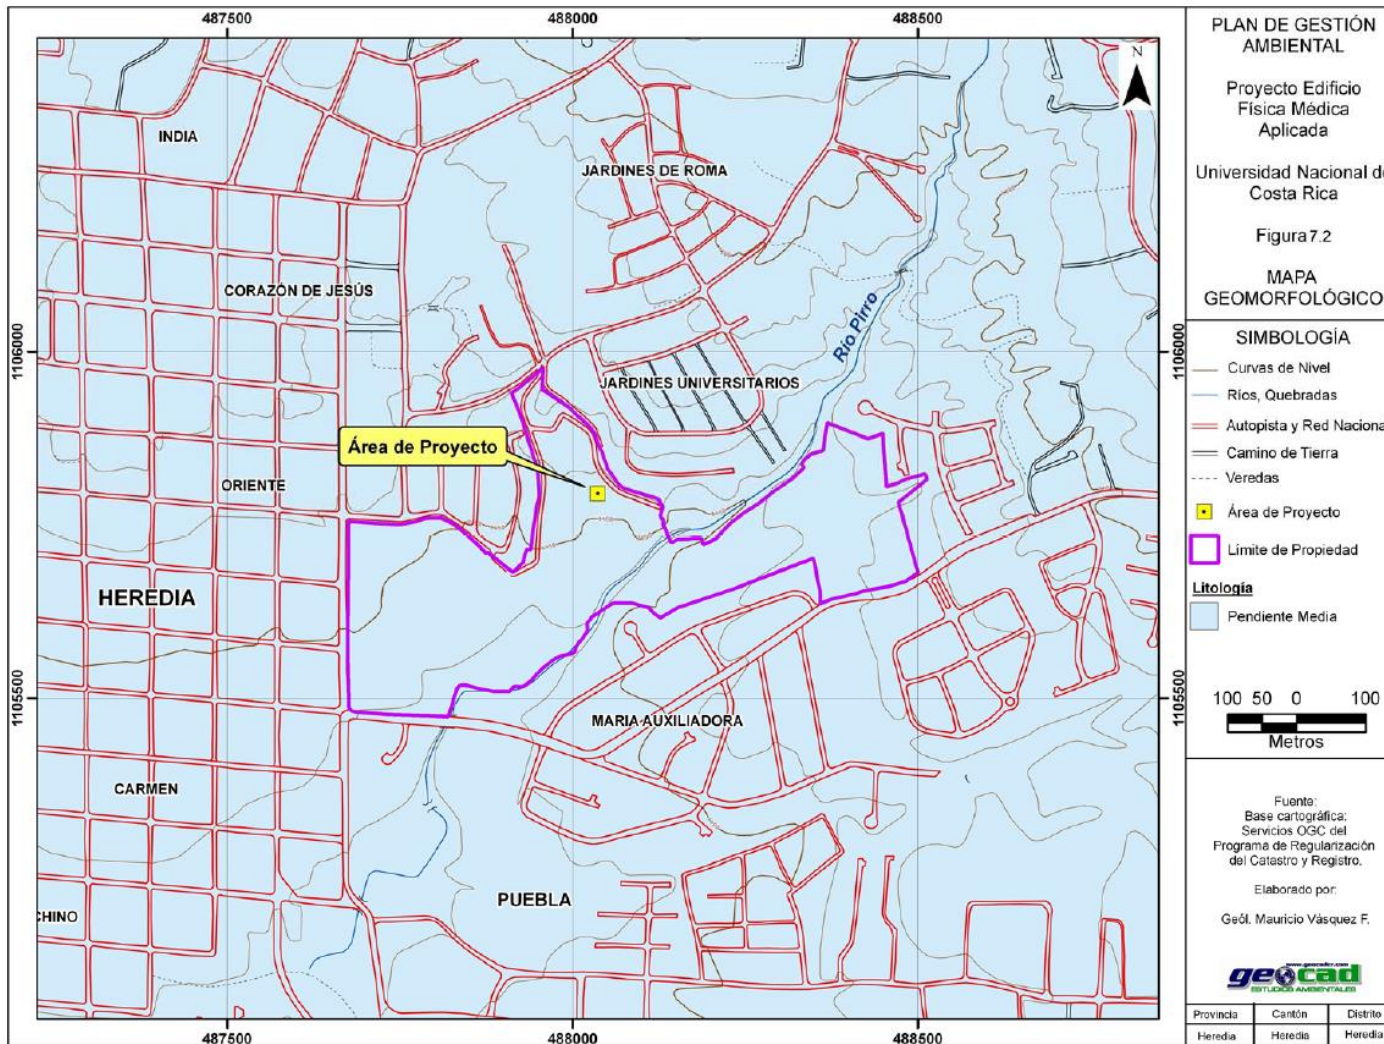 487500
488000
488500
1106000
1105500
1106000
1105500
487500
488000
488500
N
INDIA
JARDINES DE ROMA
CORAZÓN DE JESÚS
Río Pirro
JARDINES UNIVERSITARIOS
Área de Proyecto
ORIENTE
HEREDIA
MARIA AUXILIADORA
CARMEN
PUEBLA
CHINO
PLAN DE GESTIÓN
AMBIENTAL
Proyecto Edificio
Física Médica
Aplicada
Universidad Nacional de
Costa Rica
Figura 7.2
MAPA
GEOMORFOLÓGICO
SIMBOLOGÍA
Curvas de Nivel
Ríos, Quebradas
Autopista y Red Naciona
Camino de Tierra
Veredas
Área de Proyecto
Límite de Propiedad
Litología
Pendiente Media
100 50 0 100
Metros
Fuente:
Base cartográfica:
Servicios OGC del
Programa de Regularización
del Catastro y Registro.
Elaborado por:
Geól. Mauricio Vásquez F.
www.geocadcr.com
geocad
ESTUDIOS AMBIENTALES
Provincia Cantón Distrito
Heredia Heredia Heredia